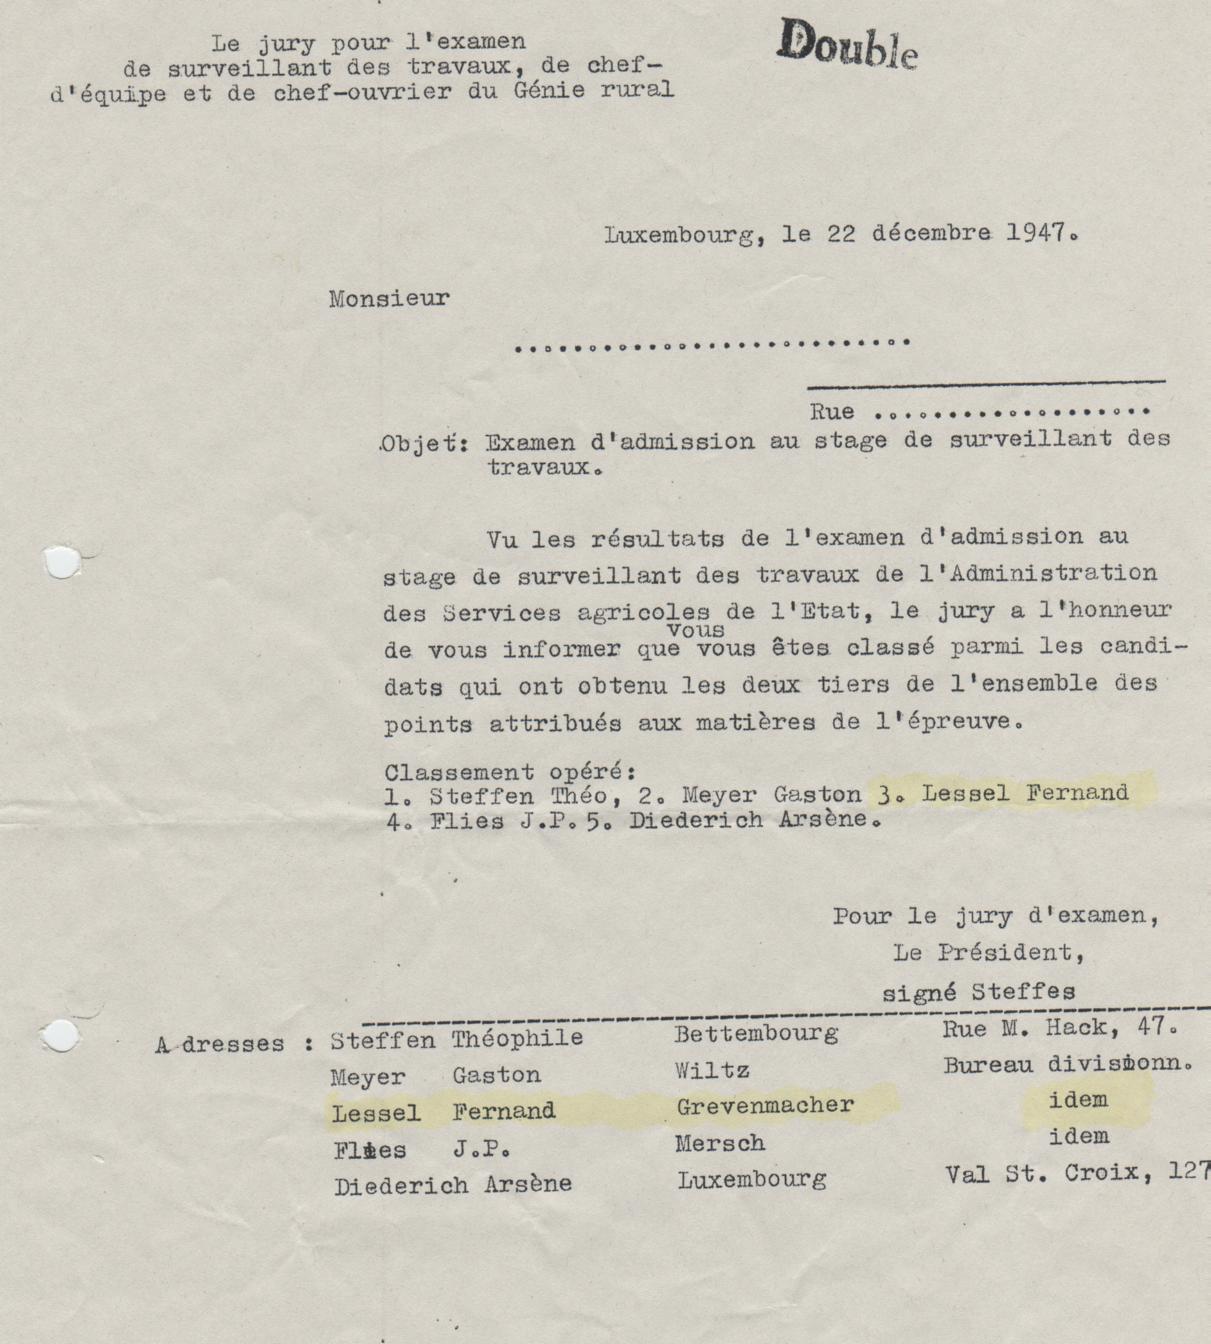 Le jury pour l'examen
de surveillant des travaux, de chef-
d'équipe et de chef-ouvrier du Génie rural
Double
Luxembourg, le 22 décembre 1947.
Monsieur
...........................
Rue ...................
Objet: Examen d'admission au stage de surveillant des
travaux.
Vu les résultats de l'examen d'admission au
stage de surveillant des travaux de l'Administration
des Services agricoles de l'Etat, le jury a l'honneur
vous
de vous informer que vous êtes classé parmi les candi-
dats qui ont obtenu les deux tiers de l'ensemble des
points attribués aux matières de l'épreuve.
Classement opéré:
1. Steffen Théo, 2. Meyer Gaston 3. Lessel Fernand
4. Flies J.P. 5. Diederich Arsène.
Pour le jury d'examen,
Le Président,
signé Steffes
A dresses : Steffen Théophile Bettembourg Rue M. Hack, 47.
Meyer Gaston Wiltz Bureau divisionn.
Lessel Fernand Grevenmacher idem
Flies J.P. Mersch idem
Diederich Arsène Luxembourg Val St. Croix, 127